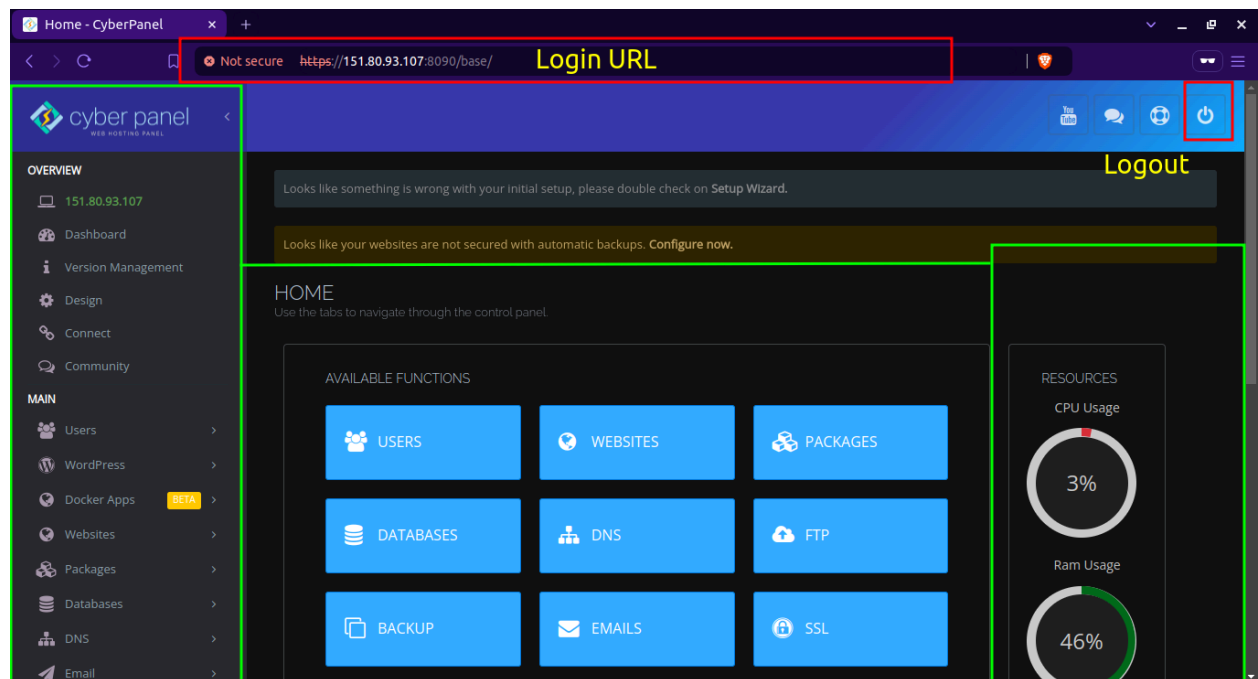 Home - CyberPanel
Not secure https://151.80.93.107:8090/base/ Login URL
cyber panel
WEB HOSTING PANEL
You
Tube
Logout
OVERVIEW
151.80.93.107
Dashboard
Version Management
Design
Connect
Community
MAIN
Users
WordPress
Docker Apps BETA
Websites
Packages
Databases
DNS
Email
Looks like something is wrong with your initial setup, please double check on Setup Wizard.
Looks like your websites are not secured with automatic backups. Configure now.
HOME
Use the tabs to navigate through the control panel.
AVAILABLE FUNCTIONS
USERS WEBSITES PACKAGES
DATABASES DNS FTP
BACKUP EMAILS SSL
RESOURCES
CPU Usage
3%
Ram Usage
46%